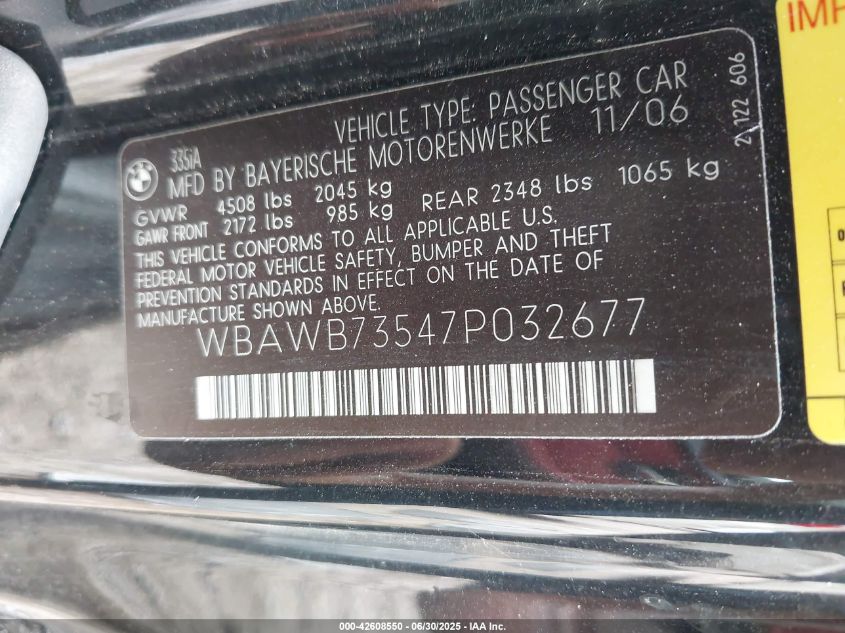 335iA
VEHICLE TYPE: PASSENGER CAR
MFD BY BAYERISCHE MOTORENWERKE 11/06
GVWR 4508 lbs 2045 kg
GAWR FRONT 2172 lbs 985 kg REAR 2348 lbs 1065 kg
THIS VEHICLE CONFORMS TO ALL APPLICABLE U.S.
FEDERAL MOTOR VEHICLE SAFETY, BUMPER AND THEFT
PREVENTION STANDARDS IN EFFECT ON THE DATE OF
MANUFACTURE SHOWN ABOVE.
WBAWB73547P032677
2 122 606
000-42608550 - 06/30/2025 - IAA Inc.